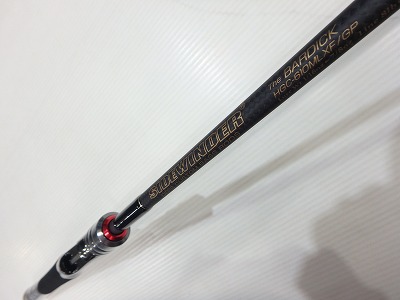 SIDEWINDER
The BARDICK
HGC-610MLXF/GP